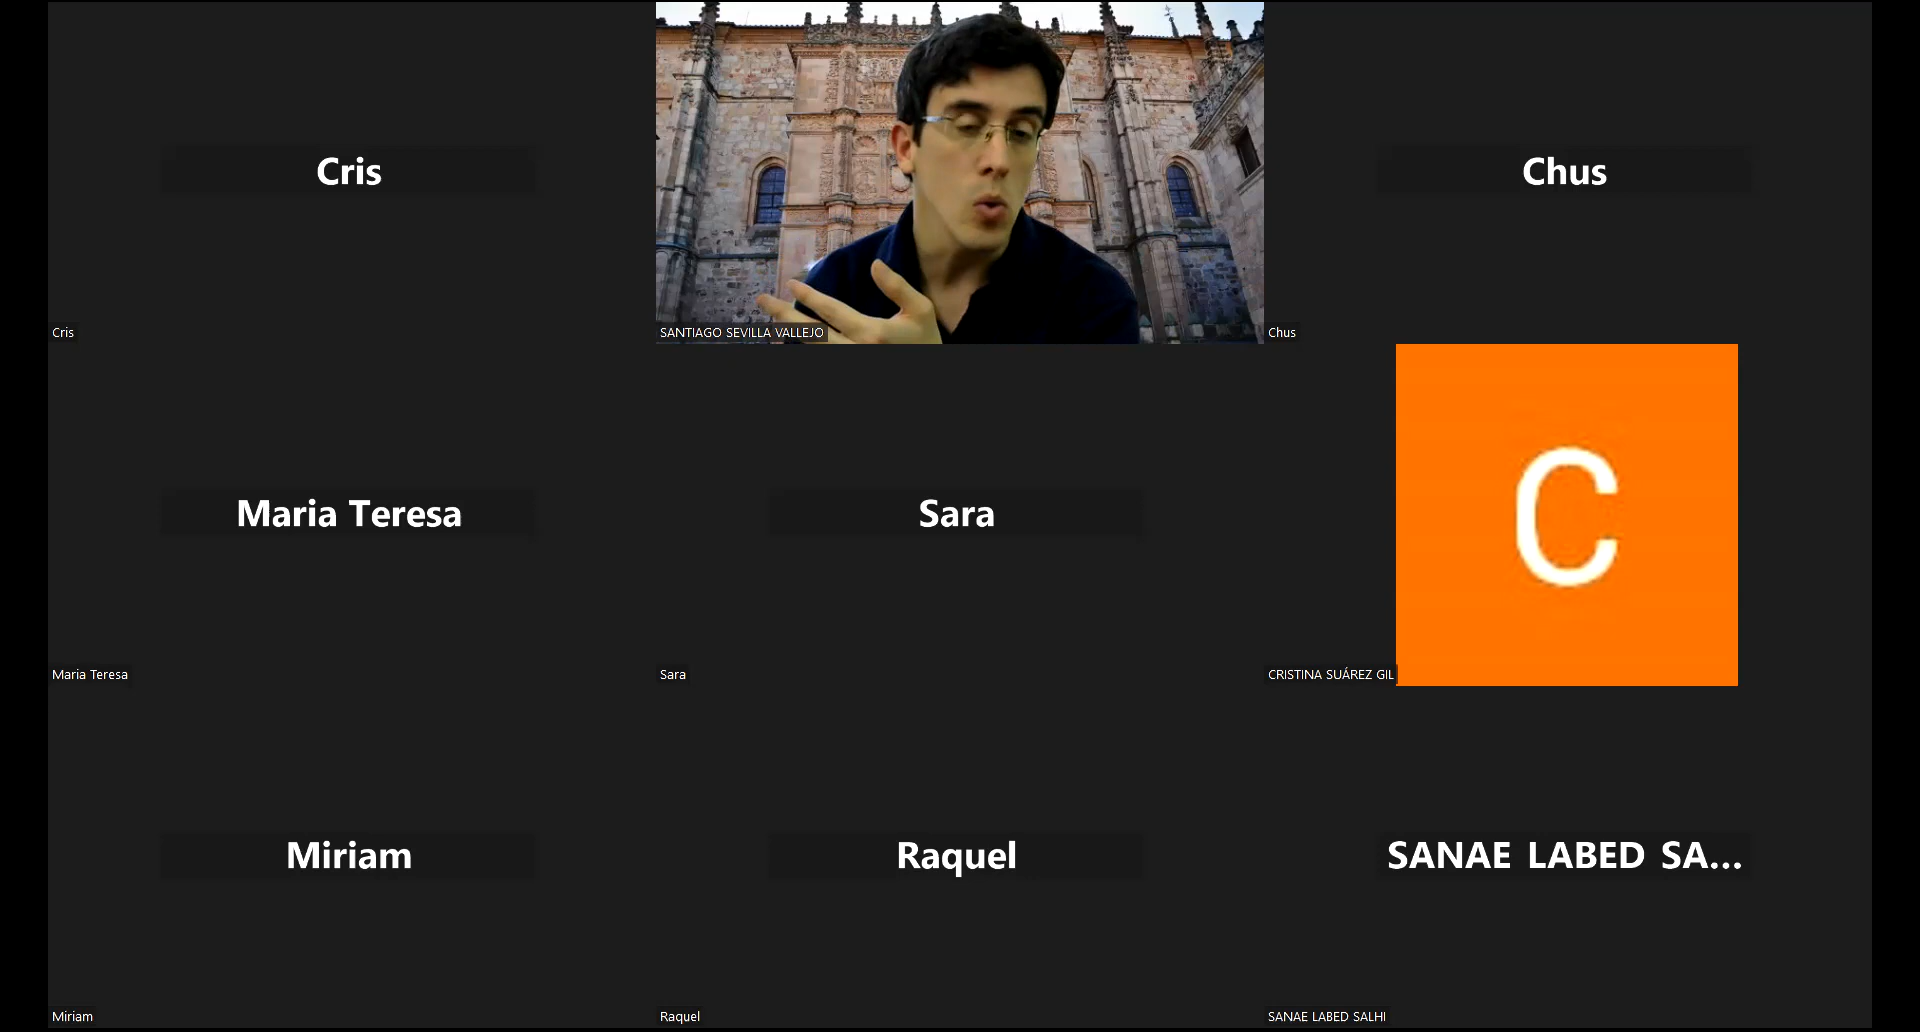 Cris
Cris
SANTIAGO SEVILLA VALLEJO
Chus
Chus
Maria Teresa
Maria Teresa
Sara
Sara
C
CRISTINA SUÁREZ GIL
Miriam
Miriam
Raquel
Raquel
SANAE LABED SA...
SANAE LABED SALHI